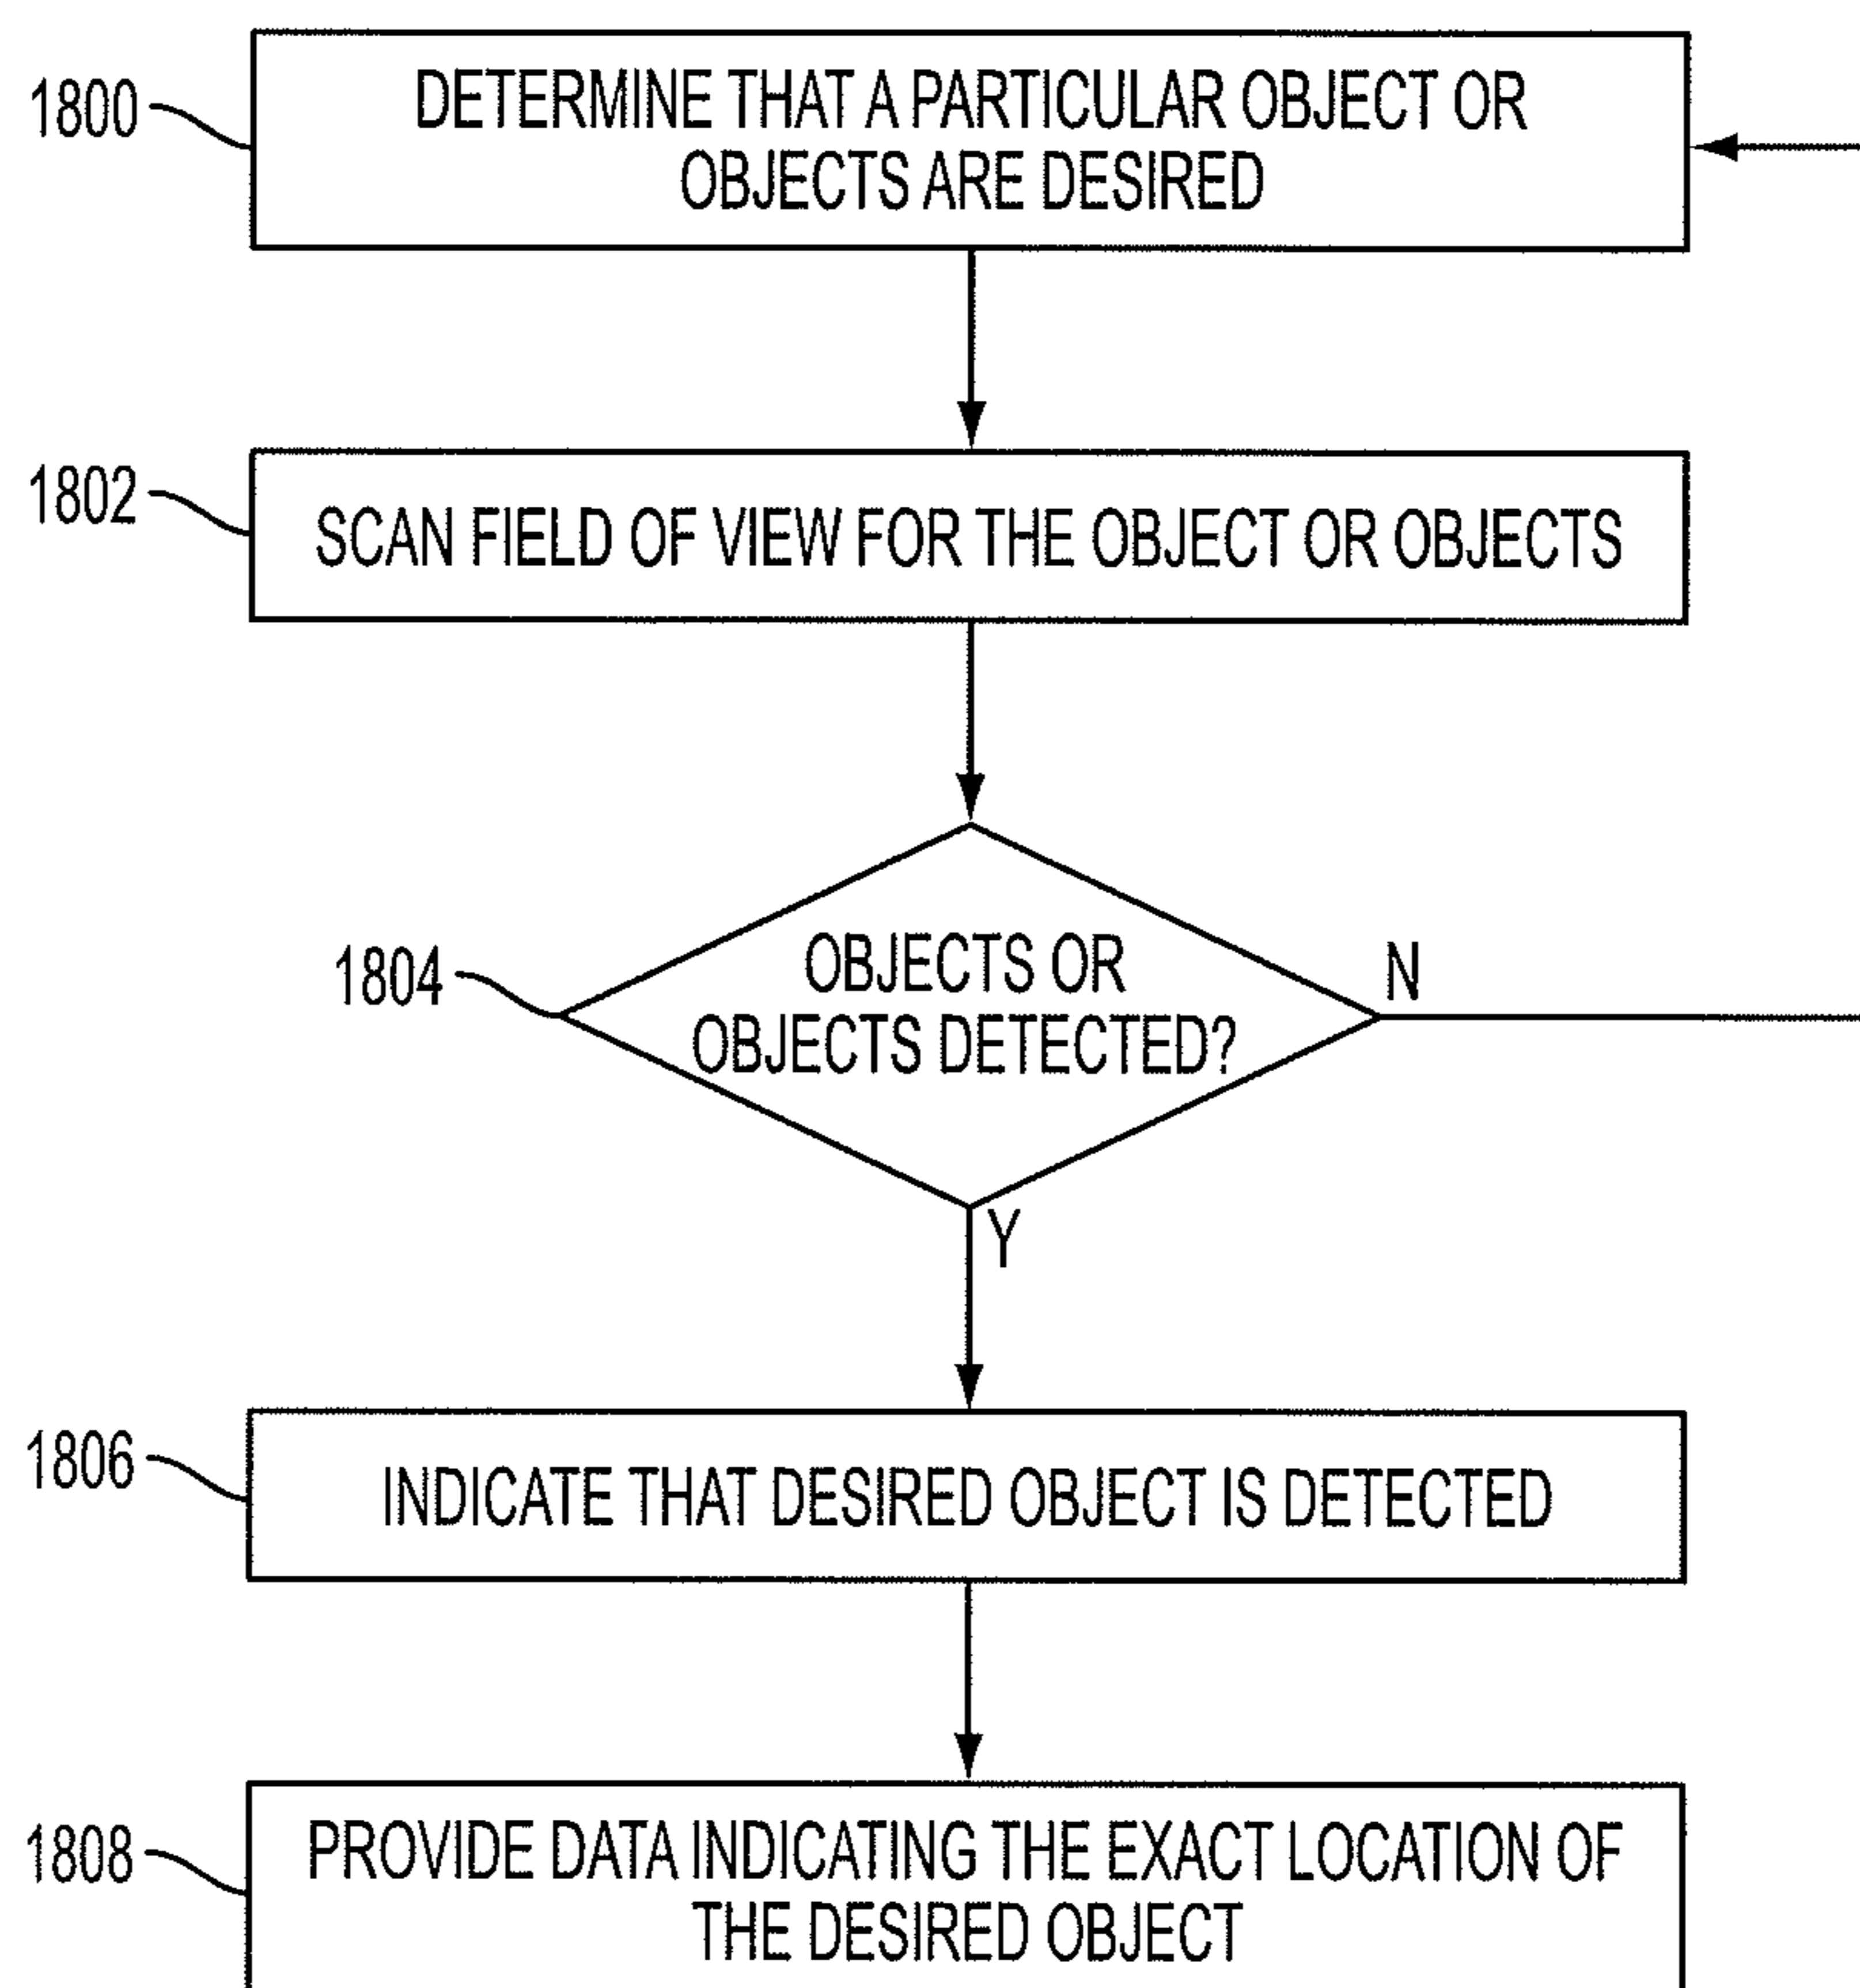 1800
DETERMINE THAT A PARTICULAR OBJECT OR
OBJECTS ARE DESIRED
1802
SCAN FIELD OF VIEW FOR THE OBJECT OR OBJECTS
1804
OBJECTS OR
OBJECTS DETECTED?
N
Y
1806
INDICATE THAT DESIRED OBJECT IS DETECTED
1808
PROVIDE DATA INDICATING THE EXACT LOCATION OF
THE DESIRED OBJECT